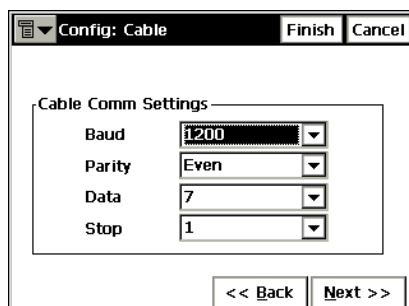 Config: Cable Finish Cancel
Cable Comm Settings
Baud 1200
Parity Even
Data 7
Stop 1
<< Back Next >>